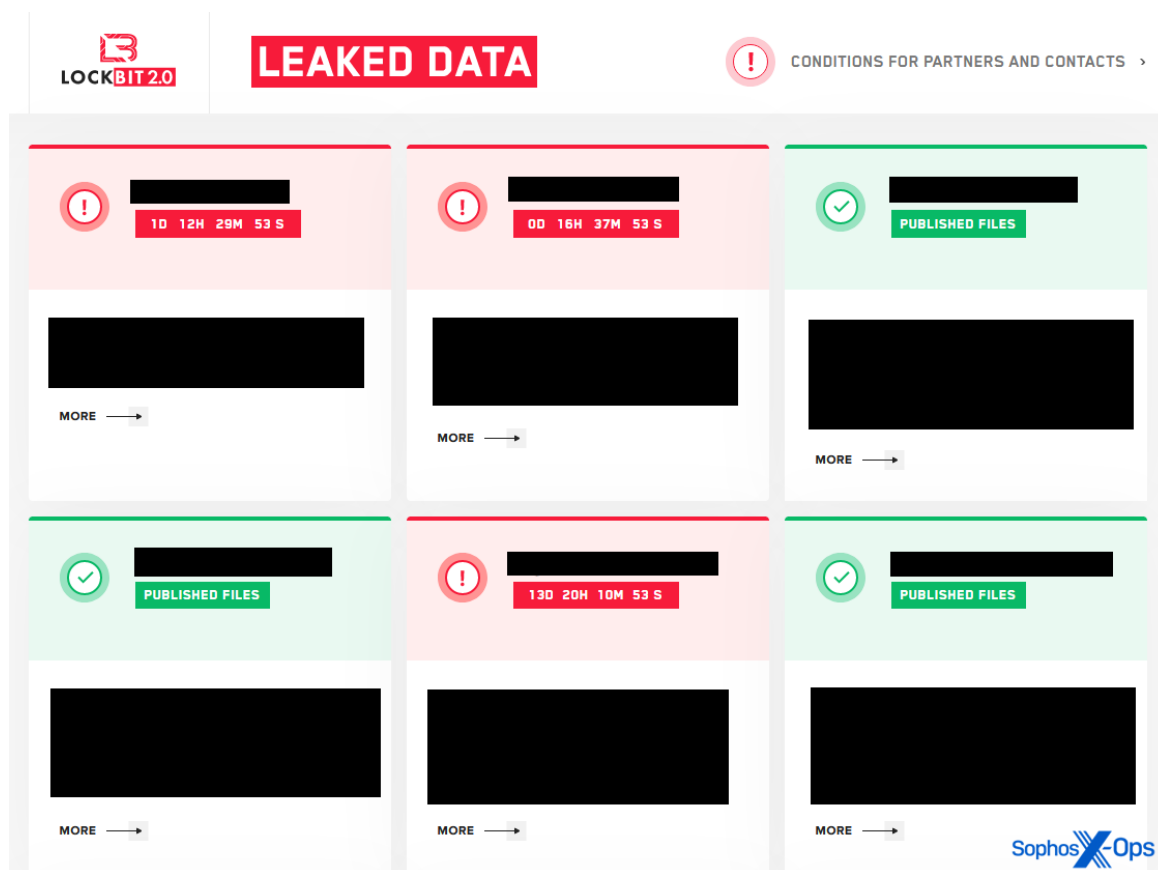 LOCKBIT 2.0
LEAKED DATA
CONDITIONS FOR PARTNERS AND CONTACTS
1D 12H 29M 53 S
0D 16H 37M 53 S
PUBLISHED FILES
MORE
MORE
MORE
PUBLISHED FILES
13D 20H 10M 53 S
PUBLISHED FILES
MORE
MORE
MORE
Sophos X-Ops